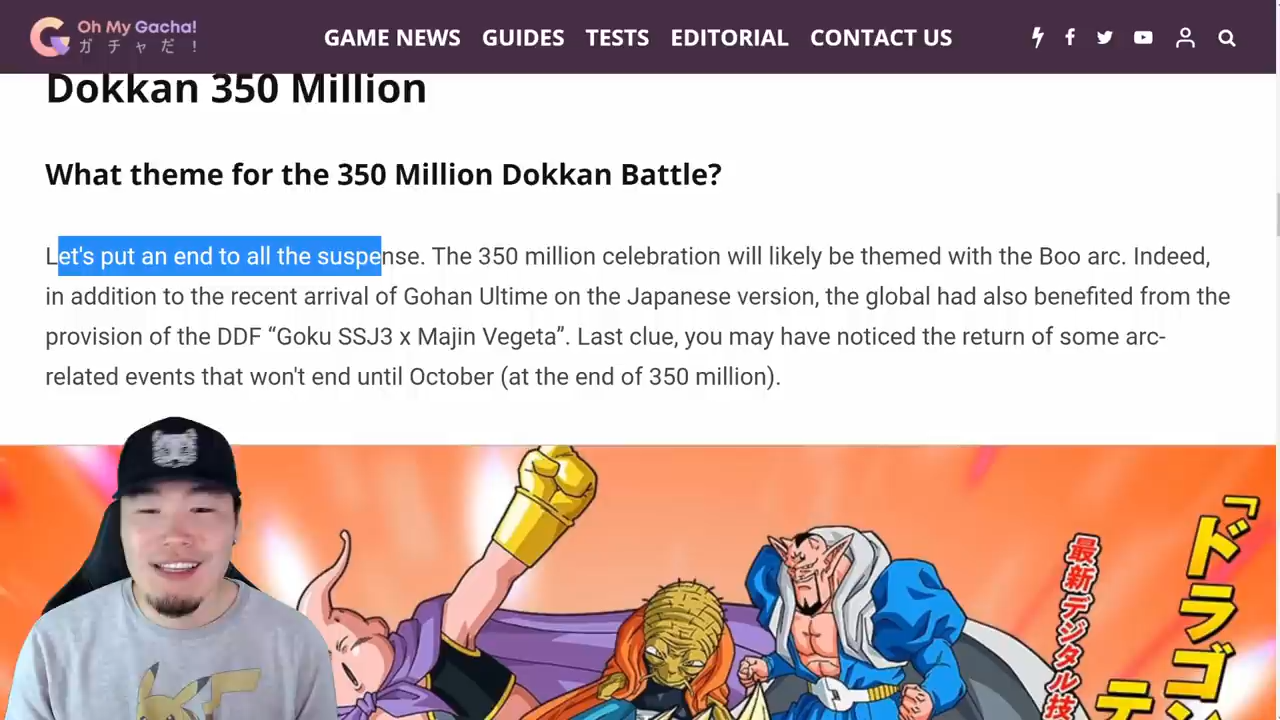 Oh My Gacha!
ガチャだ!
GAME NEWS GUIDES TESTS EDITORIAL CONTACT US
Dokkan 350 Million
What theme for the 350 Million Dokkan Battle?
Let's put an end to all the suspense. The 350 million celebration will likely be themed with the Boo arc. Indeed,
in addition to the recent arrival of Gohan Ultime on the Japanese version, the global had also benefited from the
provision of the DDF “Goku SSJ3 x Majin Vegeta”. Last clue, you may have noticed the return of some arc-
related events that won't end until October (at the end of 350 million).
「ドラゴン
最新デジタル技
テ